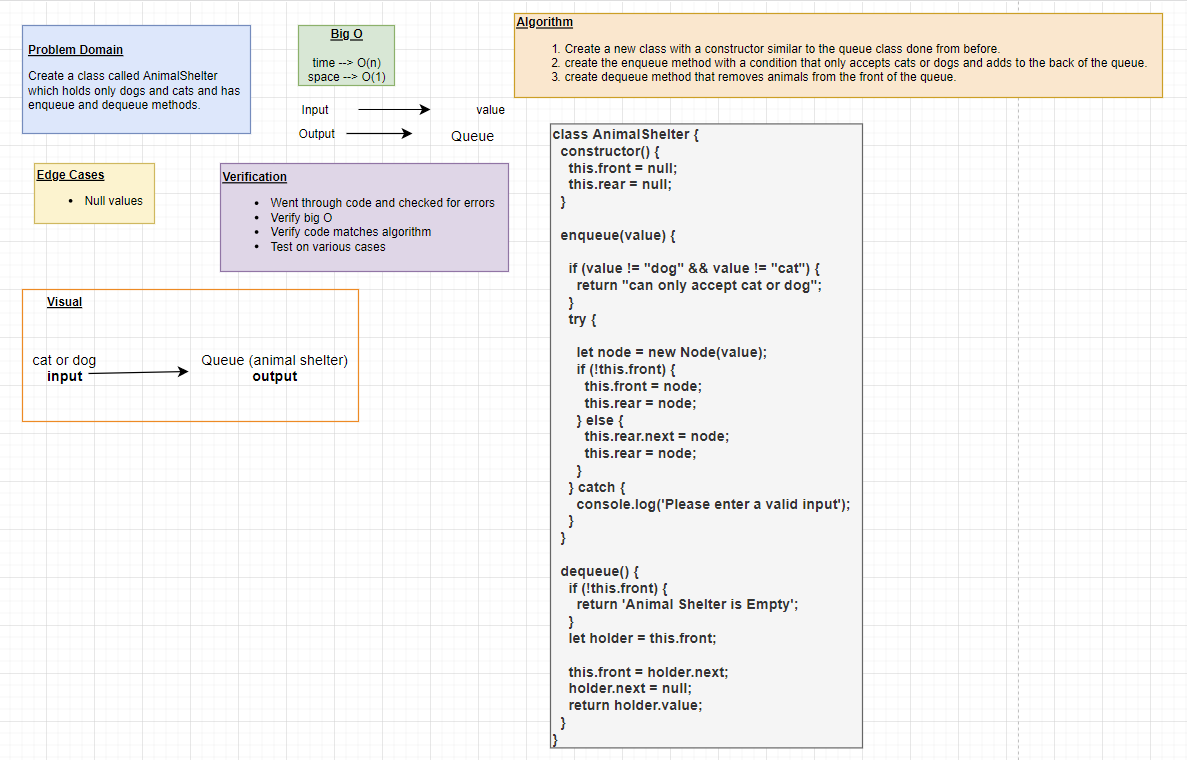 Problem Domain
Create a class called AnimalShelter
which holds only dogs and cats and has
enqueue and dequeue methods.
Big O
time --> O(n)
space --> O(1)
Algorithm
1. Create a new class with a constructor similar to the queue class done from before.
2. create the enqueue method with a condition that only accepts cats or dogs and adds to the back of the queue.
3. create dequeue method that removes animals from the front of the queue.
Input value
Output Queue
Edge Cases
• Null values
Verification
• Went through code and checked for errors
• Verify big O
• Verify code matches algorithm
• Test on various cases
Visual
cat or dog
input
Queue (animal shelter)
output
class AnimalShelter {
constructor() {
this.front = null;
this.rear = null;
}
enqueue(value) {
if (value != "dog" && value != "cat") {
return "can only accept cat or dog";
}
try {
let node = new Node(value);
if (!this.front) {
this.front = node;
this.rear = node;
} else {
this.rear.next = node;
this.rear = node;
}
} catch {
console.log('Please enter a valid input');
}
}
dequeue() {
if (!this.front) {
return 'Animal Shelter is Empty';
}
let holder = this.front;
this.front = holder.next;
holder.next = null;
return holder.value;
}
}